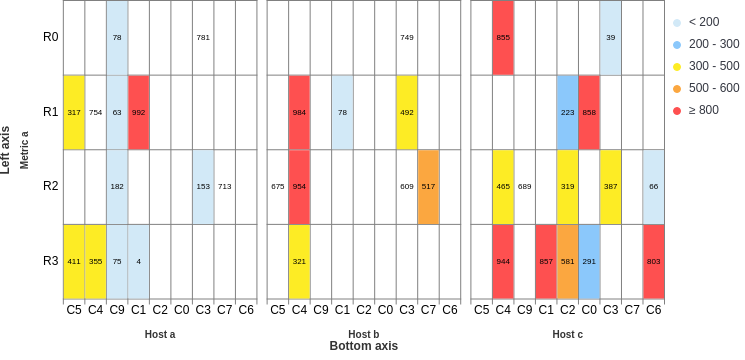 R0 78 781 749 855 39
R1 317 754 63 992 984 78 492 223 858
R2 182 153 713 675 954 609 517 465 689 319 387 66
R3 411 355 75 4 321 944 857 581 291 803
C5 C4 C9 C1 C2 C0 C3 C7 C6 C5 C4 C9 C1 C2 C0 C3 C7 C6 C5 C4 C9 C1 C2 C0 C3 C7 C6
Host a Host b Host c
Bottom axis
Left axis
Metric a
< 200
200 - 300
300 - 500
500 - 600
≥ 800